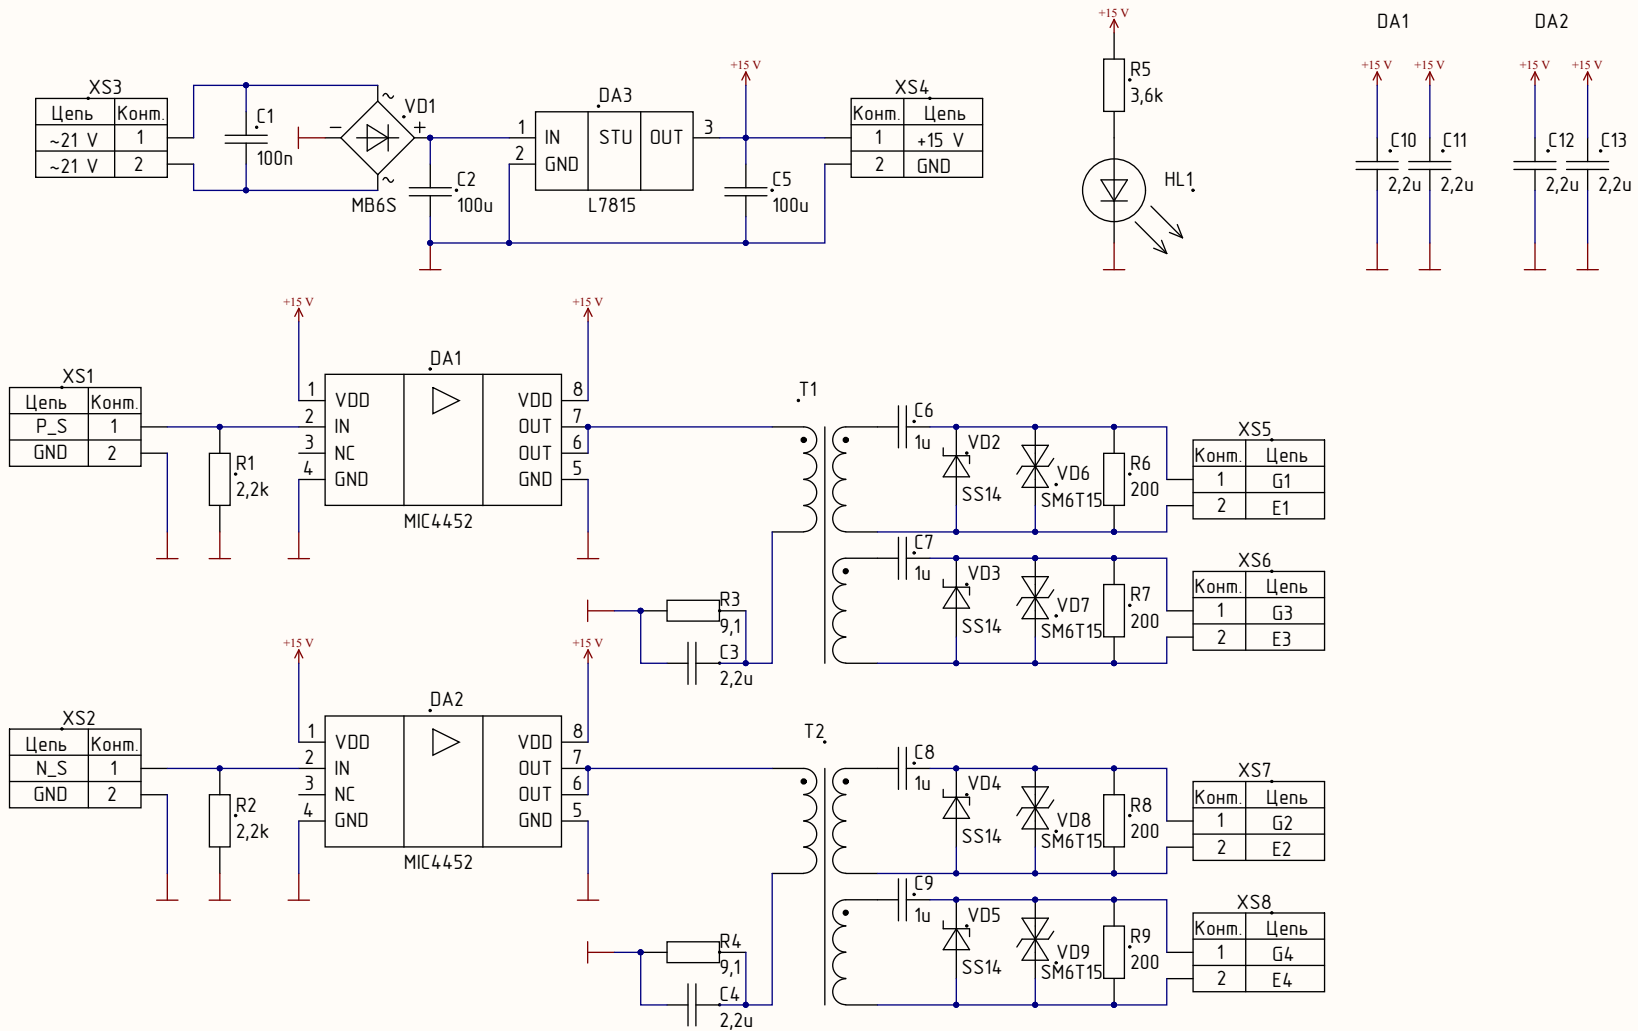 XS3
Цепь Конт.
~21 V 1
~21 V 2
C1
100n
~
VD1
−
+
~
MB6S
C2
100u
DA3
1 IN STU OUT 3
2 GND
L7815
+15 V
C5
100u
XS4
Конт. Цепь
1 +15 V
2 GND
+15 V
R5
3,6k
HL1
DA1
+15 V +15 V
C10 C11
2,2u 2,2u
DA2
+15 V +15 V
C12 C13
2,2u 2,2u
XS1
Цепь Конт.
P_S 1
GND 2
R1
2,2k
+15 V
+15 V
DA1
1 VDD VDD 8
2 IN OUT 7
3 NC OUT 6
4 GND GND 5
MIC4452
R3
9,1
C3
2,2u
T1
C6
1u
VD2
SS14
VD6
SM6T15
R6
200
XS5
Конт. Цепь
1 G1
2 E1
C7
1u
VD3
SS14
VD7
SM6T15
R7
200
XS6
Конт. Цепь
1 G3
2 E3
XS2
Цепь Конт.
N_S 1
GND 2
R2
2,2k
+15 V
+15 V
DA2
1 VDD VDD 8
2 IN OUT 7
3 NC OUT 6
4 GND GND 5
MIC4452
R4
9,1
C4
2,2u
T2
C8
1u
VD4
SS14
VD8
SM6T15
R8
200
XS7
Конт. Цепь
1 G2
2 E2
C9
1u
VD5
SS14
VD9
SM6T15
R9
200
XS8
Конт. Цепь
1 G4
2 E4